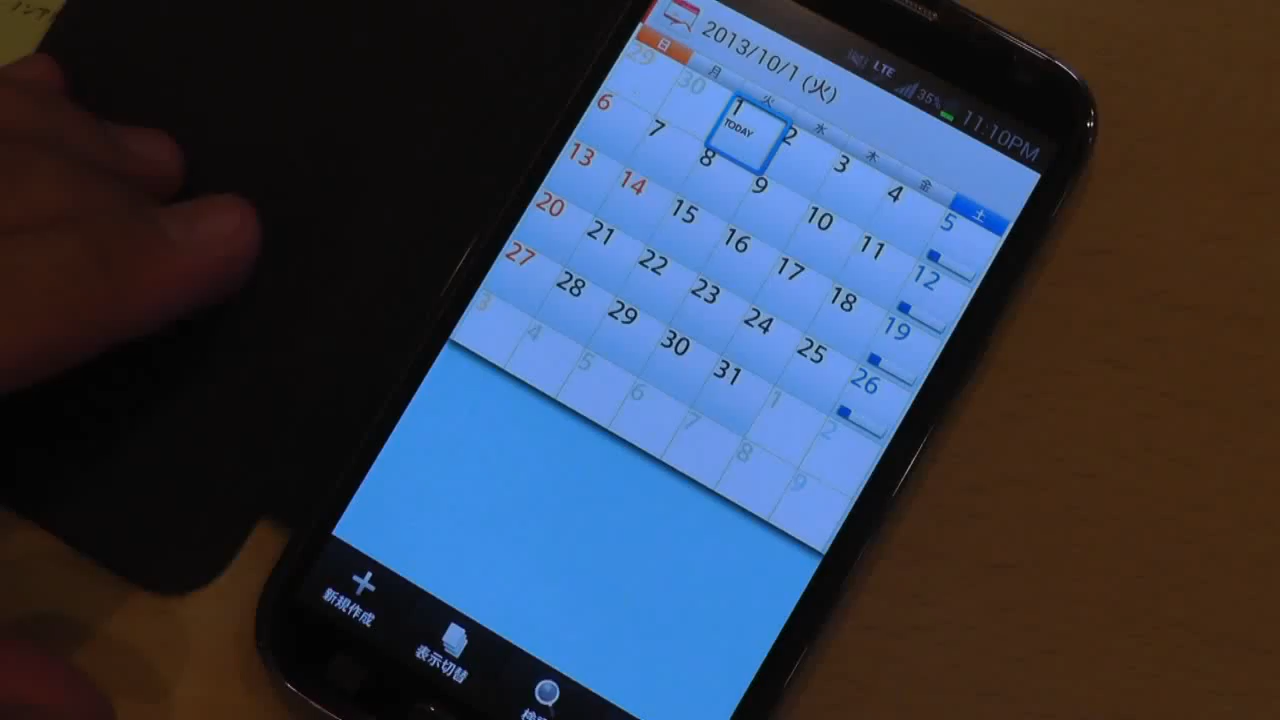 LTE 35% 11:10PM
2013/10/1 (火)
日 月 火 水 木 金 土
29 30 1 2 3 4 5
TODAY
6 7 8 9 10 11 12
13 14 15 16 17 18 19
20 21 22 23 24 25 26
27 28 29 30 31 1 2
3 4 5 6 7 8 9
新規作成 表示切替